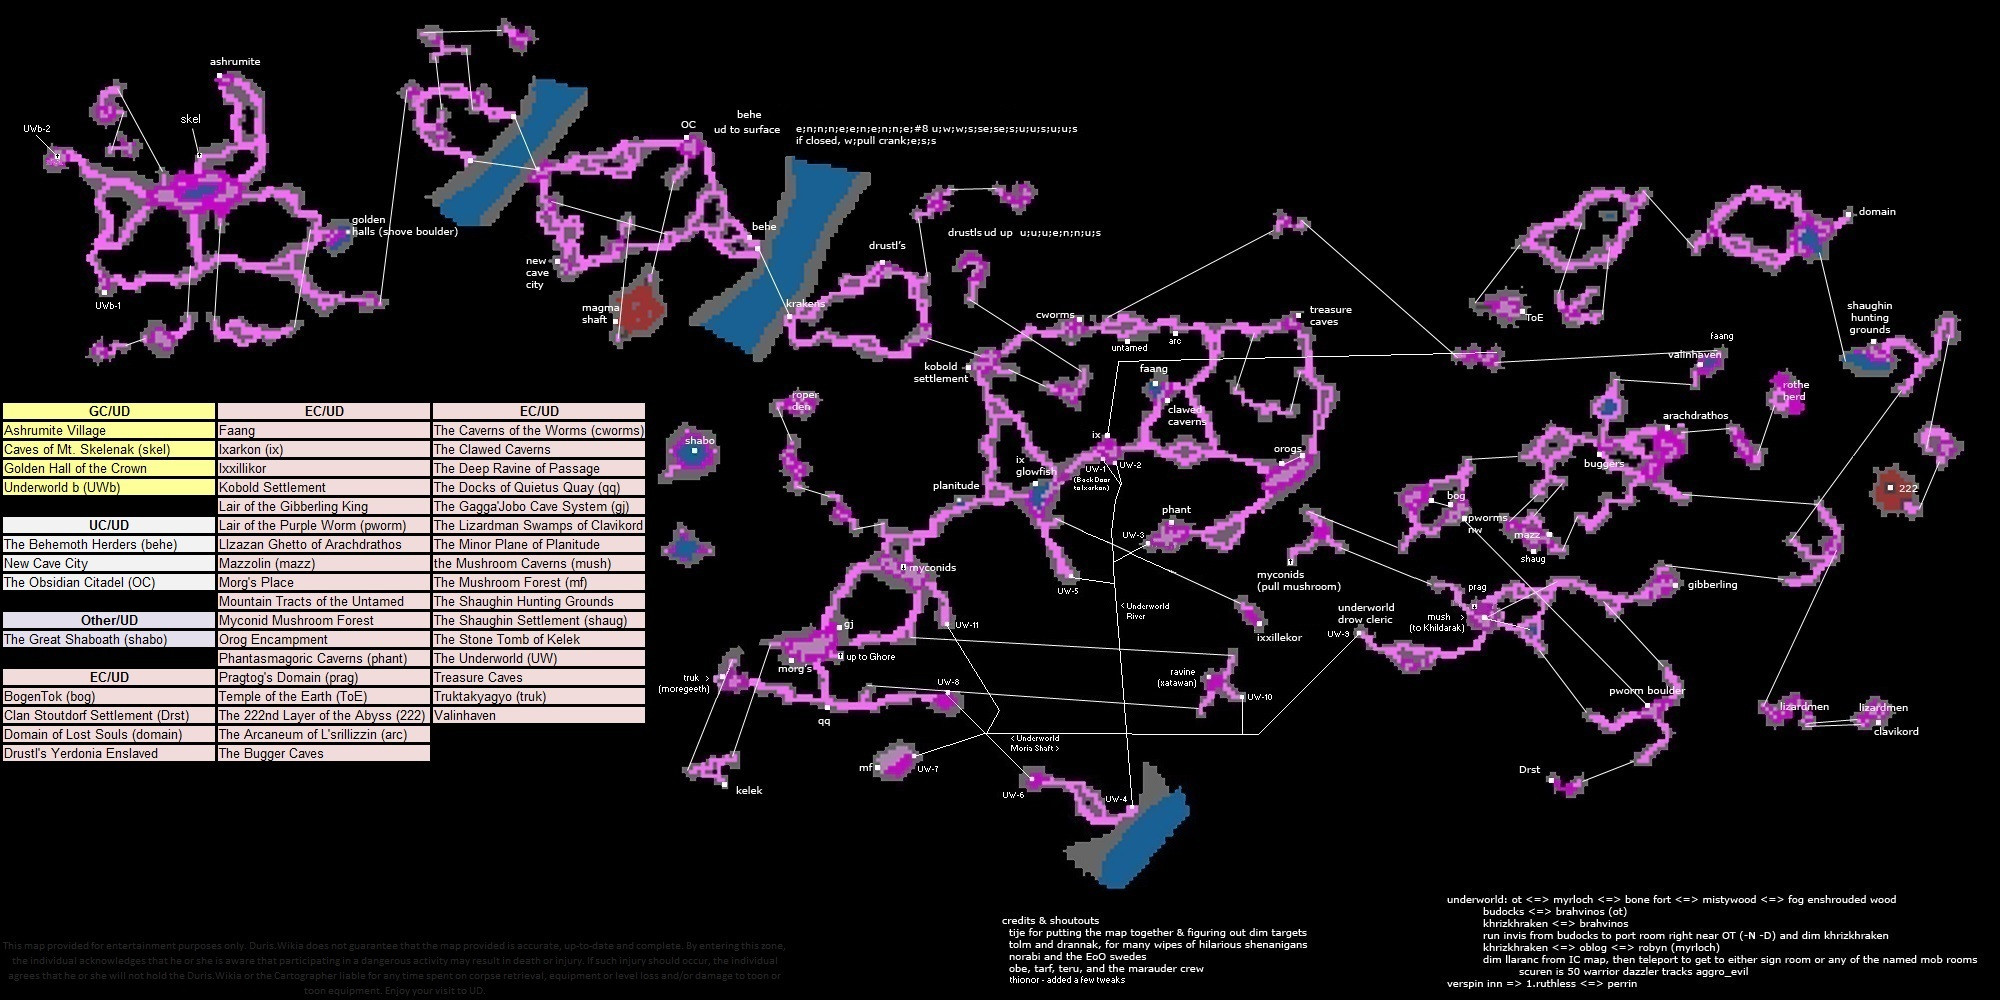 ashrumite
UWb-2
skel
golden
halls (shove boulder)
UWb-1
OC
behe
ud to surface
e;n;n;n;e;e;n;e;n;n;e;#8 u;w;w;s;se;se;s;u;u;s;u;u;s
if closed, w;pull crank;e;s;s
behe
new
cave
city
magma
shaft
krakens
drustl's
drustls ud up u;u;u;e;n;n;u;s
kobold
settlement
cworms
untamed
arc
treasure
caves
faang
clawed
caverns
ix
UW-1
UW-2
(Back Door
to Ixarkon)
ix
glowfish
orogs
planitude
phant
UW-3
UW-5
domain
ToE
shaughin
hunting
grounds
faang
valinhaven
rothe
herd
arachdrathos
buggers
bog
pworms
nw
mazz
shaug
222
roper
den
shabo
myconids
UW-11
gj
up to Ghore
morg's
truk >
(moregeeth)
qq
UW-8
kelek
mf
UW-7
< Underworld
River
< Underworld
Moria Shaft >
UW-6
UW-4
ravine
(xatawan)
UW-10
ixxillekor
myconids
(pull mushroom)
underworld
drow cleric
UW-9
prag
mush >
(to Khildarak)
gibberling
pworm boulder
lizardmen
lizardmen
clavikord
Drst
GC/UD
Ashrumite Village
Caves of Mt. Skelenak (skel)
Golden Hall of the Crown
Underworld b (UWb)
UC/UD
The Behemoth Herders (behe)
New Cave City
The Obsidian Citadel (OC)
Other/UD
The Great Shaboath (shabo)
EC/UD
BogenTok (bog)
Clan Stoutdorf Settlement (Drst)
Domain of Lost Souls (domain)
Drustl's Yerdonia Enslaved
EC/UD
Faang
Ixarkon (ix)
Ixxillikor
Kobold Settlement
Lair of the Gibberling King
Lair of the Purple Worm (pworm)
LIzazan Ghetto of Arachdrathos
Mazzolin (mazz)
Morg's Place
Mountain Tracts of the Untamed
Myconid Mushroom Forest
Orog Encampment
Phantasmagoric Caverns (phant)
Pragtog's Domain (prag)
Temple of the Earth (ToE)
The 222nd Layer of the Abyss (222)
The Arcaneum of L'srillizzin (arc)
The Bugger Caves
EC/UD
The Caverns of the Worms (cworms)
The Clawed Caverns
The Deep Ravine of Passage
The Docks of Quietus Quay (qq)
The Gagga'Jobo Cave System (gj)
The Lizardman Swamps of Clavikord
The Minor Plane of Planitude
the Mushroom Caverns (mush)
The Mushroom Forest (mf)
The Shaughin Hunting Grounds
The Shaughin Settlement (shaug)
The Stone Tomb of Kelek
The Underworld (UW)
Treasure Caves
Truktakyagyo (truk)
Valinhaven
This map provided for entertainment purposes only. Duris.Wikia does not guarantee that the map provided is accurate, up-to-date and complete. By entering this zone,
the individual acknowledges that he or she is aware that participating in a dangerous activity may result in death or injury. If such injury should occur, the individual
agrees that he or she will not hold the Duris.Wikia or the Cartographer liable for any time spent on corpse retrieval, equipment or level loss and/or damage to toon or
toon equipment. Enjoy your visit to UD.
credits & shoutouts
tije for putting the map together & figuring out dim targets
tolm and drannak, for many wipes of hilarious shenanigans
norabi and the EoO swedes
obe, tarf, teru, and the marauder crew
thionor - added a few tweaks
underworld: ot <=> myrloch <=> bone fort <=> mistywood <=> fog enshrouded wood
budocks <=> brahvinos (ot)
khrizkhraken <=> brahvinos
run invis from budocks to port room right near OT (-N -D) and dim khrizkhraken
khrizkhraken <=> oblog <=> robyn (myrloch)
dim llaranc from IC map, then teleport to get to either sign room or any of the named mob rooms
scuren is 50 warrior dazzler tracks aggro_evil
verspin inn => 1.ruthless <=> perrin